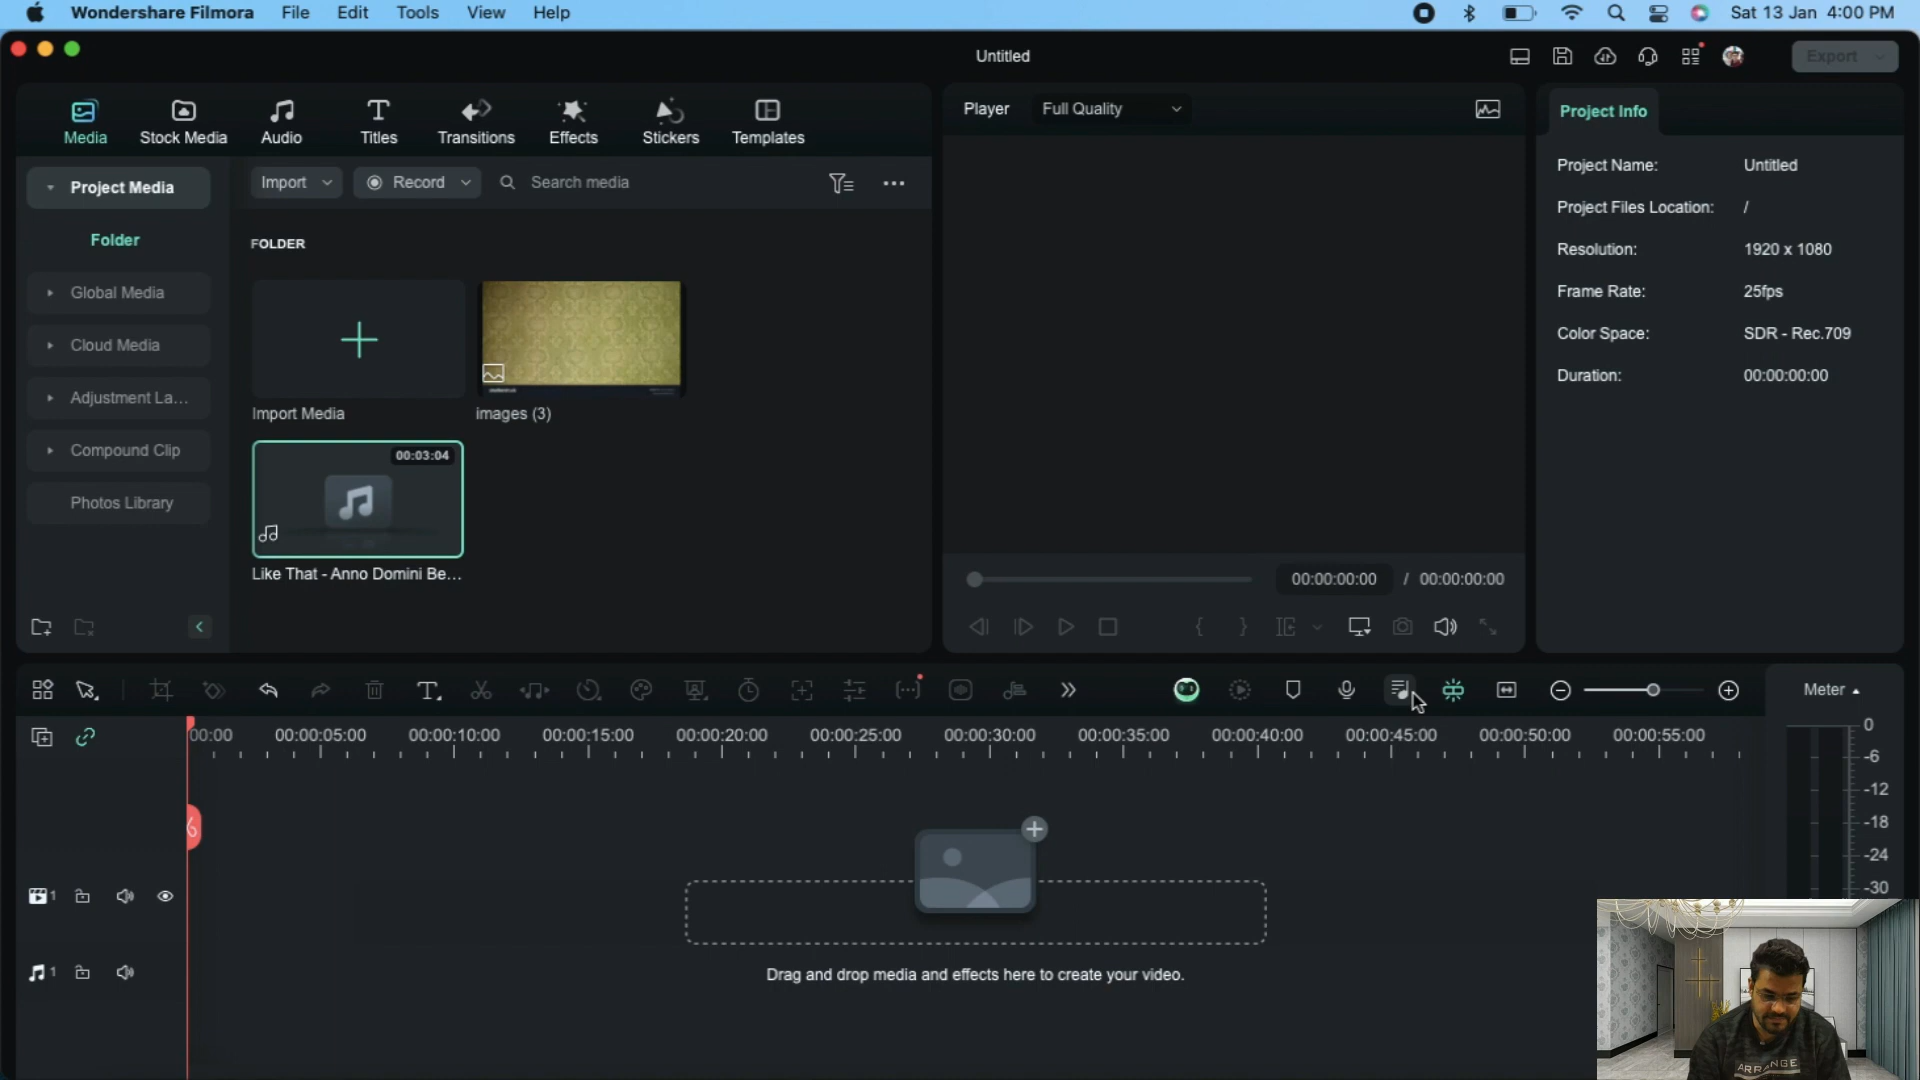 Wondershare Filmora File Edit Tools View Help Sat 13 Jan 4:00 PM
Untitled
Export
Media Stock Media Audio Titles Transitions Effects Stickers Templates
Player Full Quality
Project Info
Project Media
Import Record Search media
Folder
FOLDER
Global Media
Cloud Media
Adjustment La...
Compound Clip
Photos Library
Import Media
images (3)
00:03:04
Like That - Anno Domini Be...
Project Name: Untitled
Project Files Location: /
Resolution: 1920 x 1080
Frame Rate: 25fps
Color Space: SDR - Rec.709
Duration: 00:00:00:00
00:00:00:00 / 00:00:00:00
Meter
00:00 00:00:05:00 00:00:10:00 00:00:15:00 00:00:20:00 00:00:25:00 00:00:30:00 00:00:35:00 00:00:40:00 00:00:45:00 00:00:50:00 00:00:55:00
0
-6
-12
-18
-24
-30
1
1
Drag and drop media and effects here to create your video.
ARRANGE